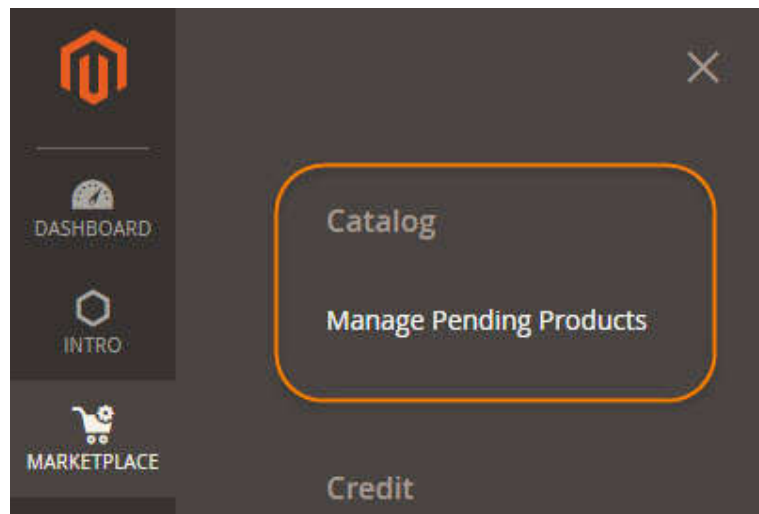 DASHBOARD
INTRO
MARKETPLACE
Catalog
Manage Pending Products
Credit